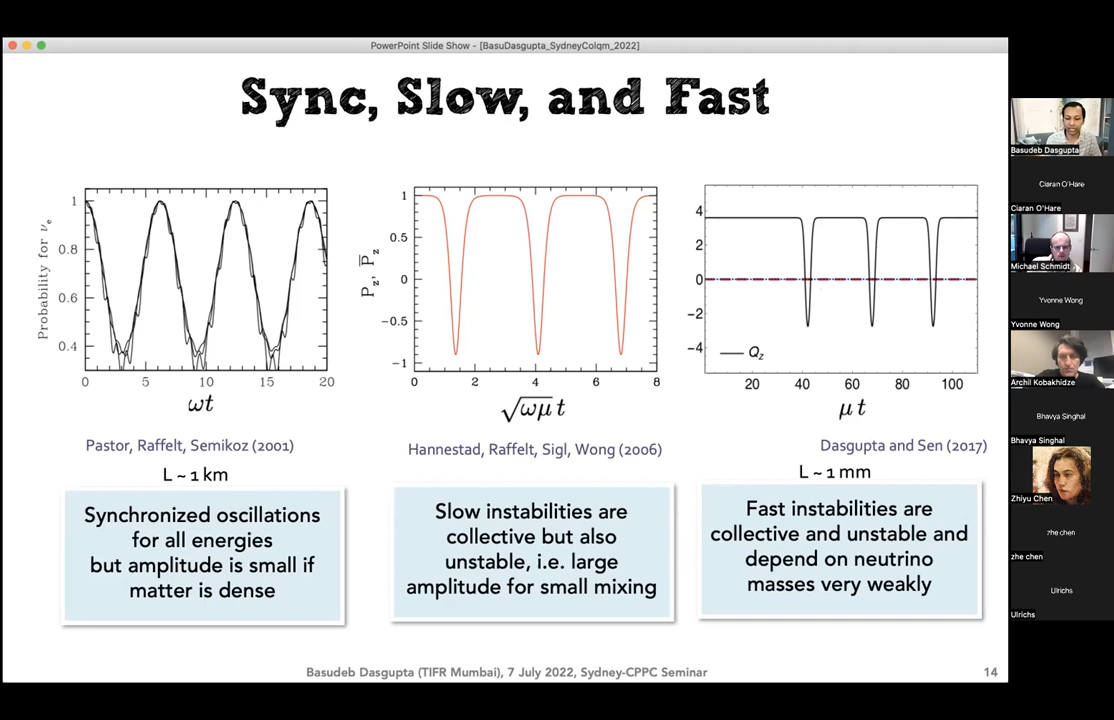 PowerPoint Slide Show - [BasuDasgupta_SydneyColqm_2022]
Sync, Slow, and Fast
Probability for νe
1
0.8
0.6
0.4
0 5 10 15 20
ωt
Pz, P̅z
1
0.5
0
−0.5
−1
0 2 4 6 8
√ωμ t
4
2
0
−2
−4
Qz
20 40 60 80 100
μ t
Pastor, Raffelt, Semikoz (2001)
Hannestad, Raffelt, Sigl, Wong (2006)
Dasgupta and Sen (2017)
L ~ 1 km
L ~ 1 mm
Synchronized oscillations
for all energies
but amplitude is small if
matter is dense
Slow instabilities are
collective but also
unstable, i.e. large
amplitude for small mixing
Fast instabilities are
collective and unstable and
depend on neutrino
masses very weakly
Basudeb Dasgupta (TIFR Mumbai), 7 July 2022, Sydney-CPPC Seminar
14
Basudeb Dasgupta
Ciaran O'Hare
Ciaran O'Hare
Michael Schmidt
Yvonne Wong
Yvonne Wong
Archil Kobakhidze
Bhavya Singhal
Bhavya Singhal
Zhiyu Chen
zhe chen
zhe chen
Ulrichs
Ulrichs